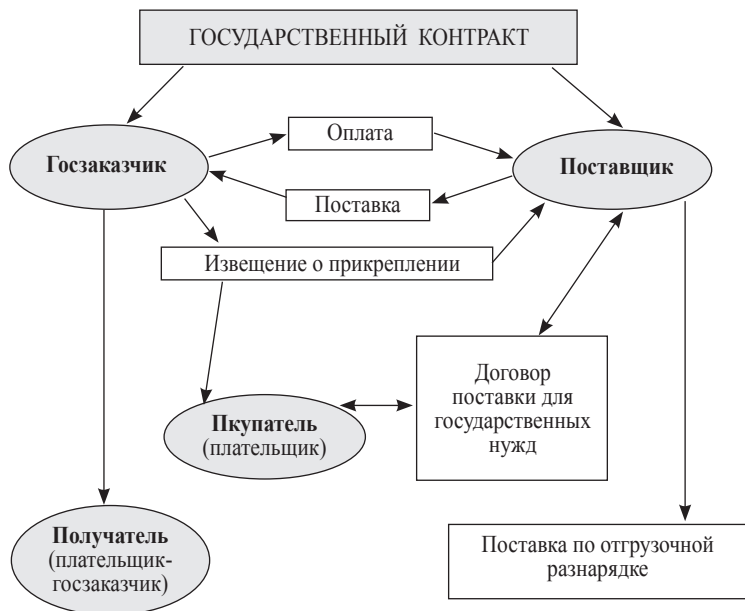 ГОСУДАРСТВЕННЫЙ КОНТРАКТ
Оплата
Госзаказчик
Поставщик
Поставка
Извещение о прикреплении
Договор
поставки для
государственных
нужд
Пкупатель
(плательщик)
Получатель
(плательщик-
госзаказчик)
Поставка по отгрузочной
разнарядке